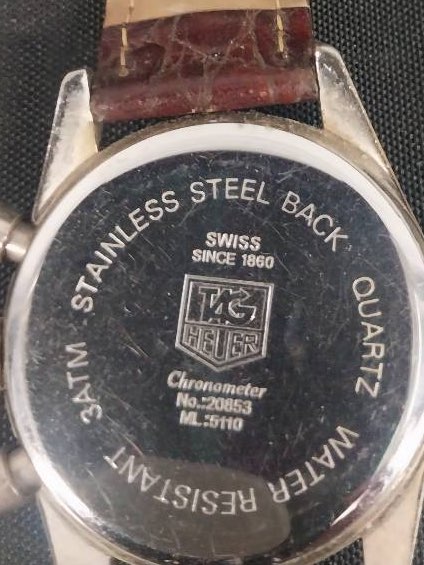 STAINLESS STEEL BACK
QUARTZ
WATER RESISTANT
3ATM
SWISS
SINCE 1860
TAG
HEUER
Chronometer
No.:20853
ML.:5110